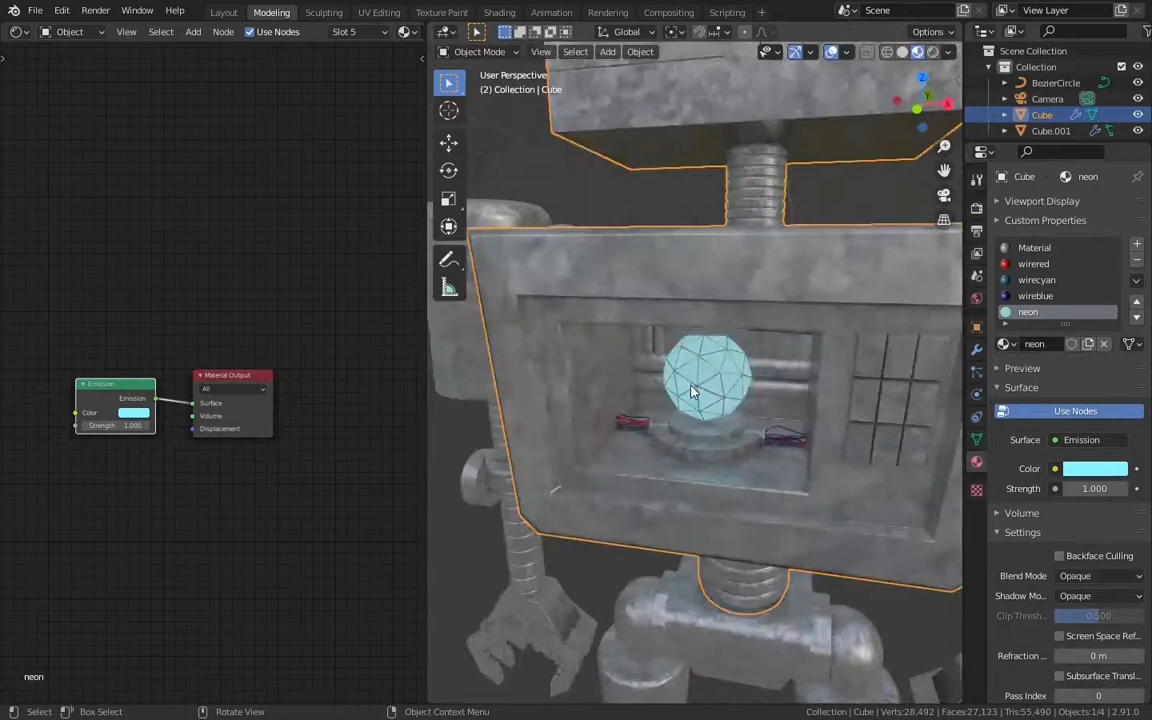 File Edit Render Window Help Layout Modeling Sculpting UV Editing Texture Paint Shading Animation Rendering Compositing Scripting Scene View Layer
Object View Select Add Node Use Nodes Slot 5 Global Options
Object Mode View Select Add Object
Scene Collection
Collection
BezierCircle
Camera
Cube
Cube.001
User Perspective
(2) Collection | Cube
Z
Y
X
Cube neon
Viewport Display
Custom Properties
Material
wirered
wirecyan
wireblue
neon
neon
Preview
Surface
Use Nodes
Surface Emission
Color
Strength 1.000
Volume
Settings
Backface Culling
Blend Mode Opaque
Shadow Mo... Opaque
Clip Thresh... 0.500
Screen Space Ref...
Refraction ... 0 m
Subsurface Transl...
Pass Index 0
Emission
Emission
Color
Strength 1.000
Material Output
All
Surface
Volume
Displacement
neon
Select Box Select Rotate View Object Context Menu Collection | Cube | Verts:28,492 | Faces:27,123 | Tris:55,490 | Objects:1/4 | 2.91.0